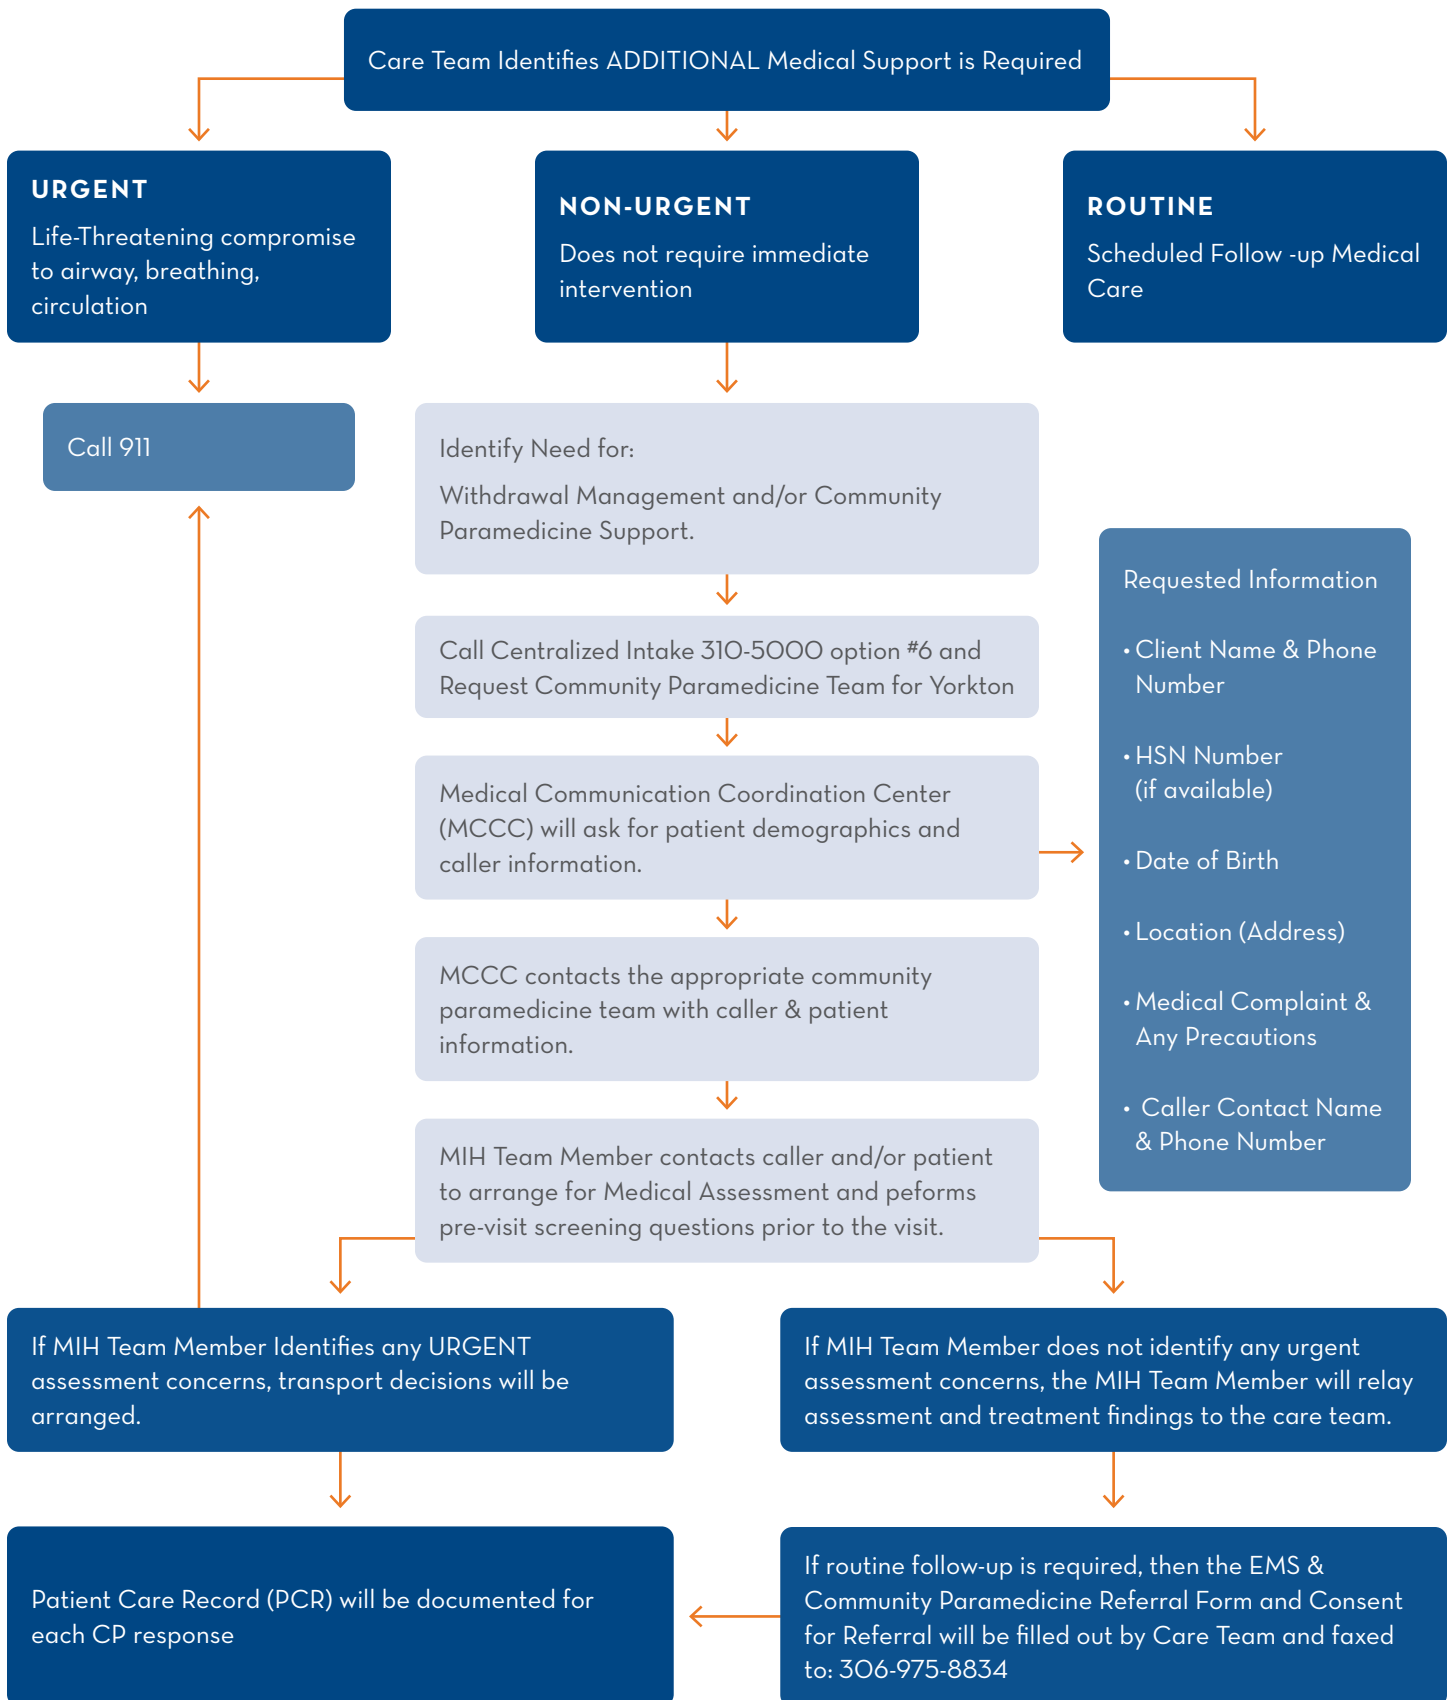 Care Team Identifies ADDITIONAL Medical Support is Required
URGENT
Life-Threatening compromise
to airway, breathing,
circulation
NON-URGENT
Does not require immediate
intervention
ROUTINE
Scheduled Follow -up Medical
Care
Call 911
Identify Need for:
Withdrawal Management and/or Community
Paramedicine Support.
Call Centralized Intake 310-5000 option #6 and
Request Community Paramedicine Team for Yorkton
Medical Communication Coordination Center
(MCCC) will ask for patient demographics and
caller information.
Requested Information
• Client Name & Phone
Number
• HSN Number
(if available)
• Date of Birth
• Location (Address)
• Medical Complaint &
Any Precautions
• Caller Contact Name
& Phone Number
MCCC contacts the appropriate community
paramedicine team with caller & patient
information.
MIH Team Member contacts caller and/or patient
to arrange for Medical Assessment and peforms
pre-visit screening questions prior to the visit.
If MIH Team Member Identifies any URGENT
assessment concerns, transport decisions will be
arranged.
If MIH Team Member does not identify any urgent
assessment concerns, the MIH Team Member will relay
assessment and treatment findings to the care team.
Patient Care Record (PCR) will be documented for
each CP response
If routine follow-up is required, then the EMS &
Community Paramedicine Referral Form and Consent
for Referral will be filled out by Care Team and faxed
to: 306-975-8834